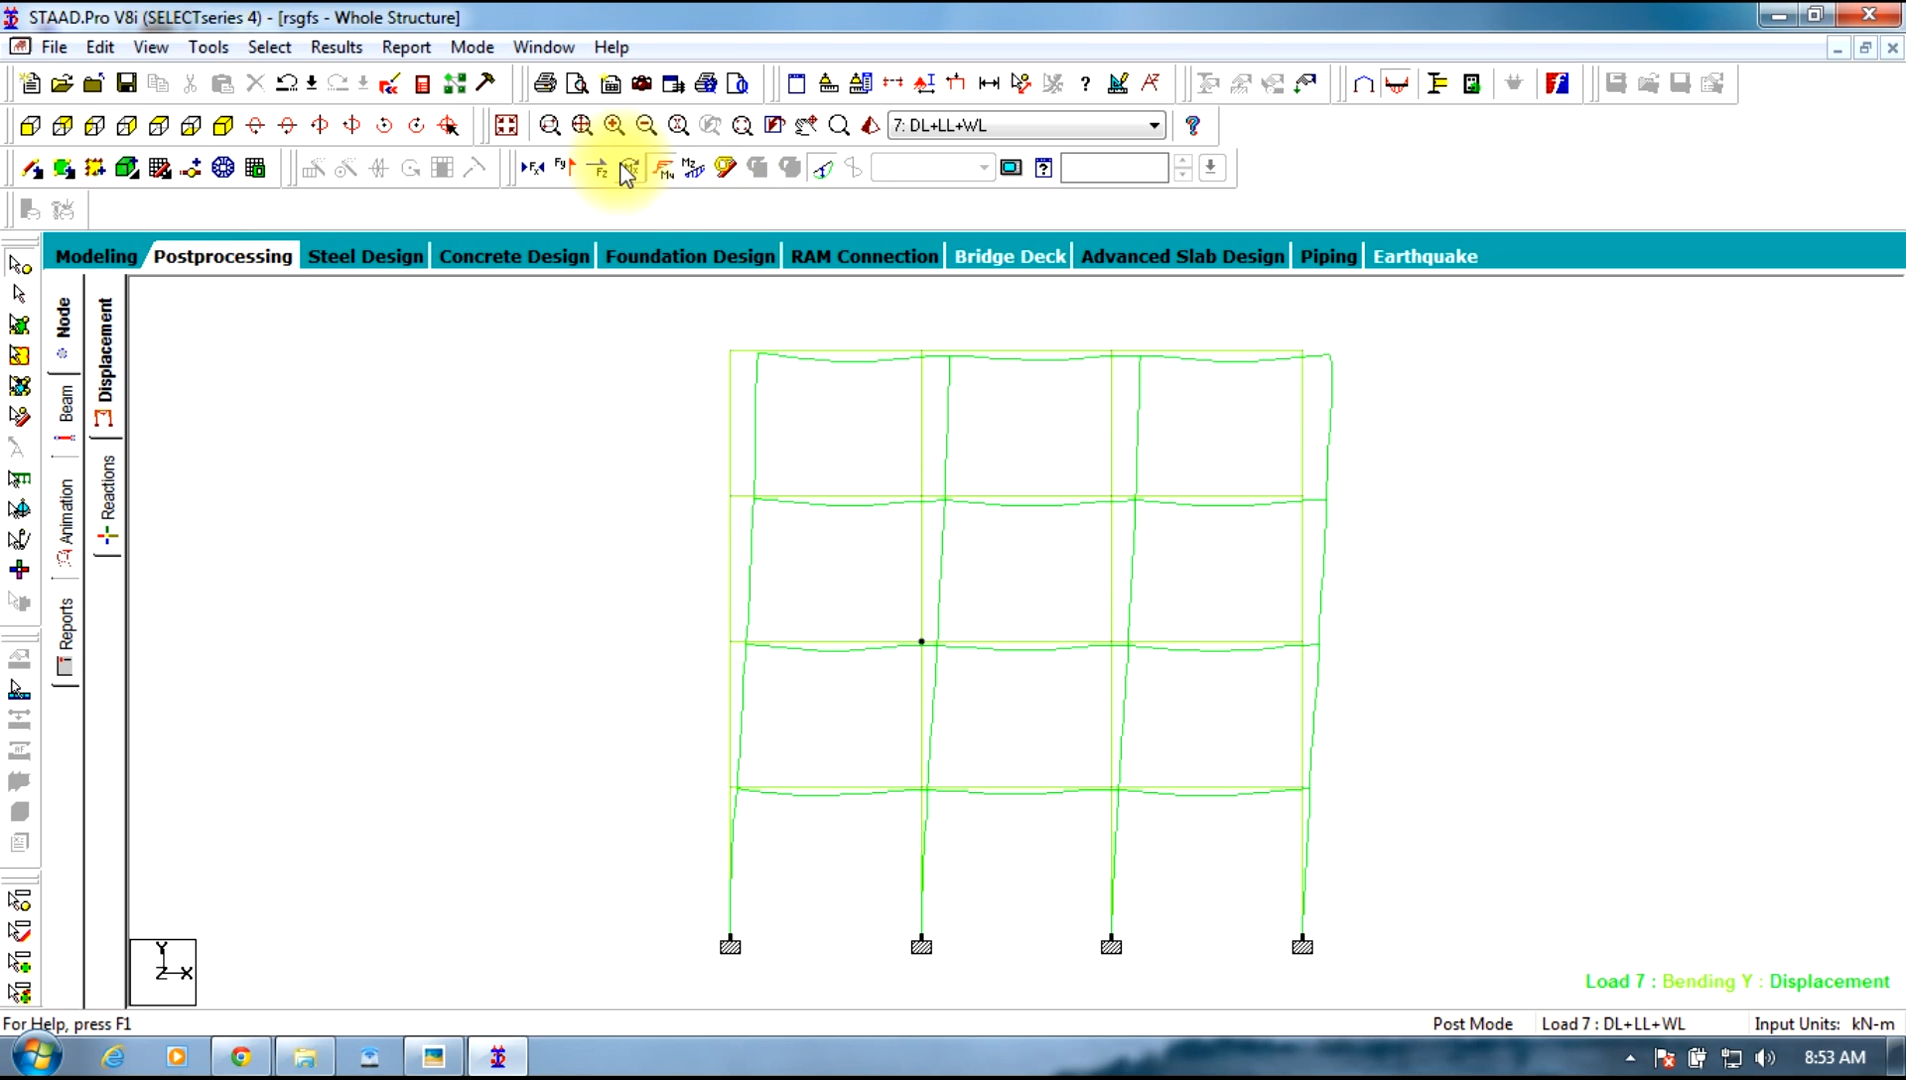 STAAD.Pro V8i (SELECTseries 4) - [rsgfs - Whole Structure]
File Edit View Tools Select Results Report Mode Window Help
7: DL+LL+WL
Modeling Postprocessing Steel Design Concrete Design Foundation Design RAM Connection Bridge Deck Advanced Slab Design Piping Earthquake
Node
Beam
Animation
Reports
Displacement
Reactions
Y
Z X
Load 7 : Bending Y : Displacement
For Help, press F1
Post Mode
Load 7 : DL+LL+WL
Input Units: kN-m
8:53 AM